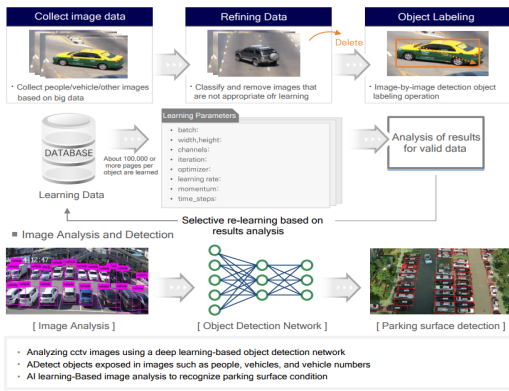 Collect image data
Refining Data
Object Labeling
Delete
· Collect people/vehicle/other images
based on big data
· Classify and remove images that
are not appropriate ofr learning
· Image-by-image detection object
labeling operation
DATABASE
Learning Data
About 100,000 or
more pages per
object are learned
Learning Parameters
• batch:
• width,height:
• channels:
• iteration:
• optimizer:
• learning rate:
• momentum:
• time_steps:
Analysis of results
for valid data
Selective re-learning based on
results analysis
■ Image Analysis and Detection
[ Image Analysis ]
[ Object Detection Network ]
[ Parking surface detection ]
• Analyzing cctv images using a deep learning-based object detection network
• ADetect objects exposed in images such as people, vehicles, and vehicle numbers
• AI learning-Based image analysis to recognize parking surface condition